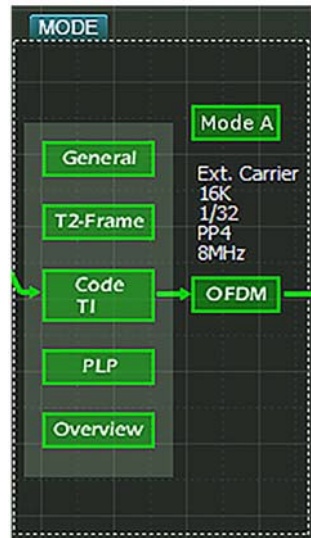 MODE
Mode A
General
Ext. Carrier
16K
1/32
PP4
8MHz
T2-Frame
Code
TI
OFDM
PLP
Overview